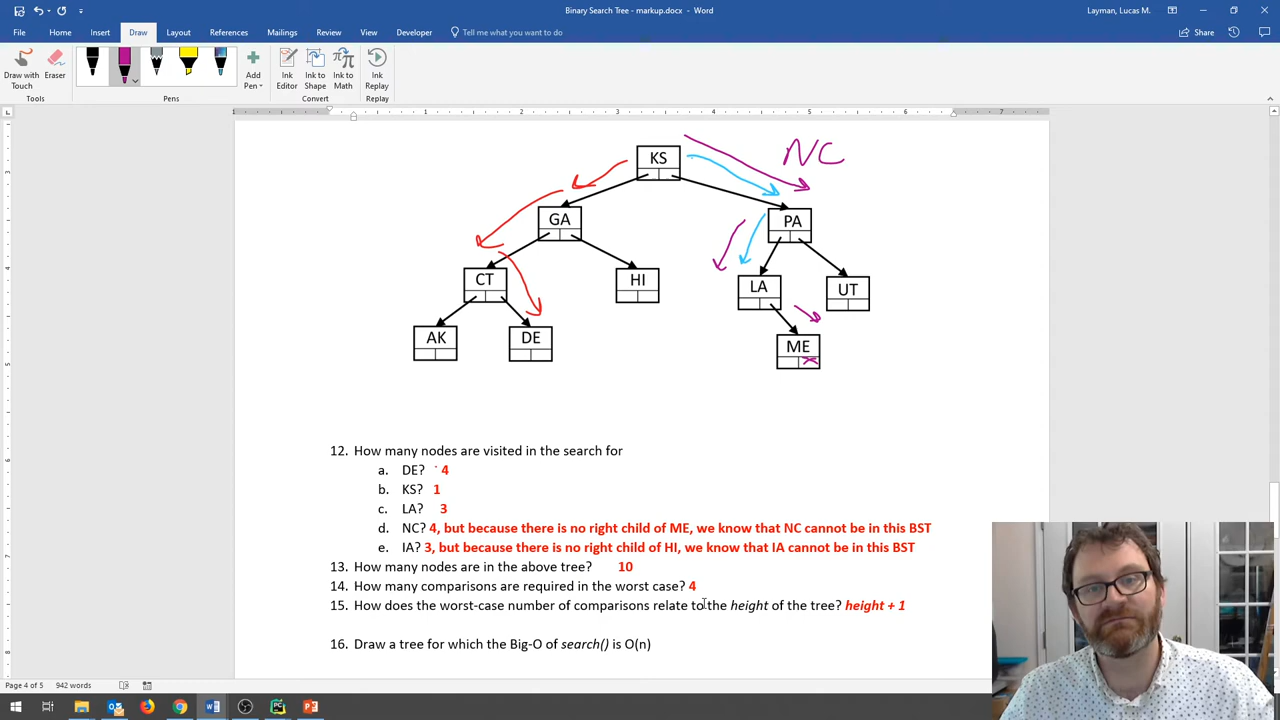 Binary Search Tree - markup.docx - Word
Layman, Lucas M.
File Home Insert Draw Layout References Mailings Review View Developer Tell me what you want to do Share
Draw with Touch Eraser Add Pen Ink Editor Ink to Shape Ink to Math Ink Replay
Tools Pens Convert Replay
1 1 2 3 4 5 6 7
NC
KS
GA PA
CT HI LA UT
AK DE ME
12. How many nodes are visited in the search for
a. DE? 4
b. KS? 1
c. LA? 3
d. NC? 4, but because there is no right child of ME, we know that NC cannot be in this BST
e. IA? 3, but because there is no right child of HI, we know that IA cannot be in this BST
13. How many nodes are in the above tree? 10
14. How many comparisons are required in the worst case? 4
15. How does the worst-case number of comparisons relate to the height of the tree? height + 1
16. Draw a tree for which the Big-O of search() is O(n)
Page 4 of 5 942 words